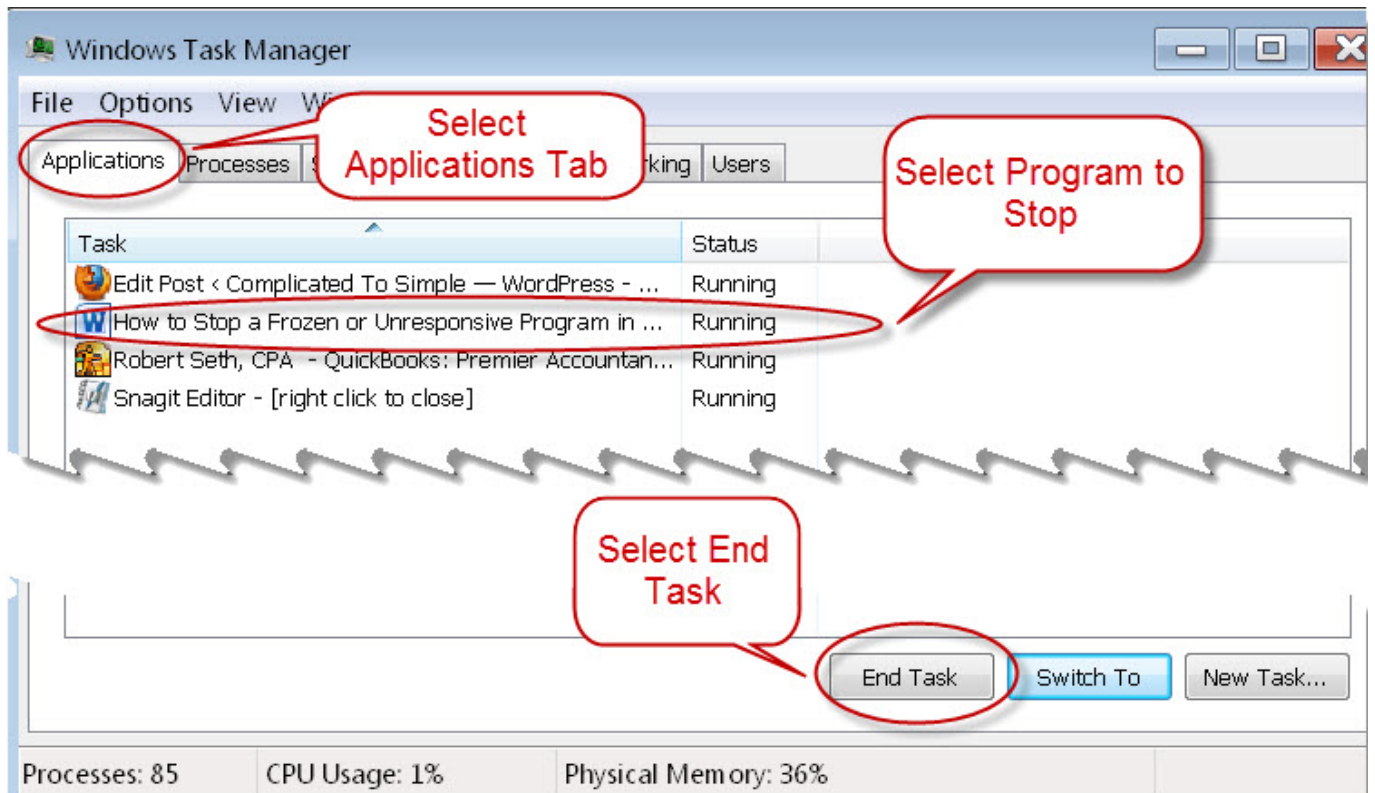 Windows Task Manager
File Options View
Select
Applications Tab
Applications Processes Users
Select Program to
Stop
Task Status
Edit Post < Complicated To Simple — WordPress - ... Running
How to Stop a Frozen or Unresponsive Program in ... Running
Robert Seth, CPA - QuickBooks: Premier Accountan... Running
Snagit Editor - [right click to close] Running
Select End
Task
End Task Switch To New Task...
Processes: 85 CPU Usage: 1% Physical Memory: 36%